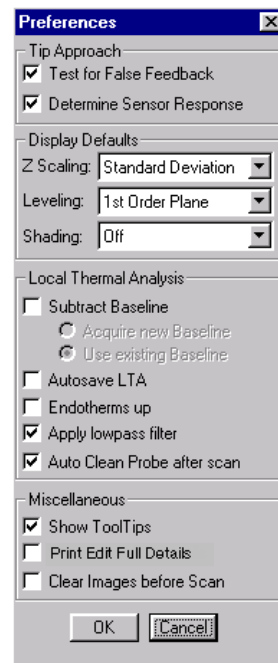 Preferences
Tip Approach
Test for False Feedback
Determine Sensor Response
Display Defaults
Z Scaling: Standard Deviation
Leveling: 1st Order Plane
Shading: Off
Local Thermal Analysis
Subtract Baseline
Acquire new Baseline
Use existing Baseline
Autosave LTA
Endotherms up
Apply lowpass filter
Auto Clean Probe after scan
Miscellaneous
Show ToolTips
Print Edit Full Details
Clear Images before Scan
OK Cancel